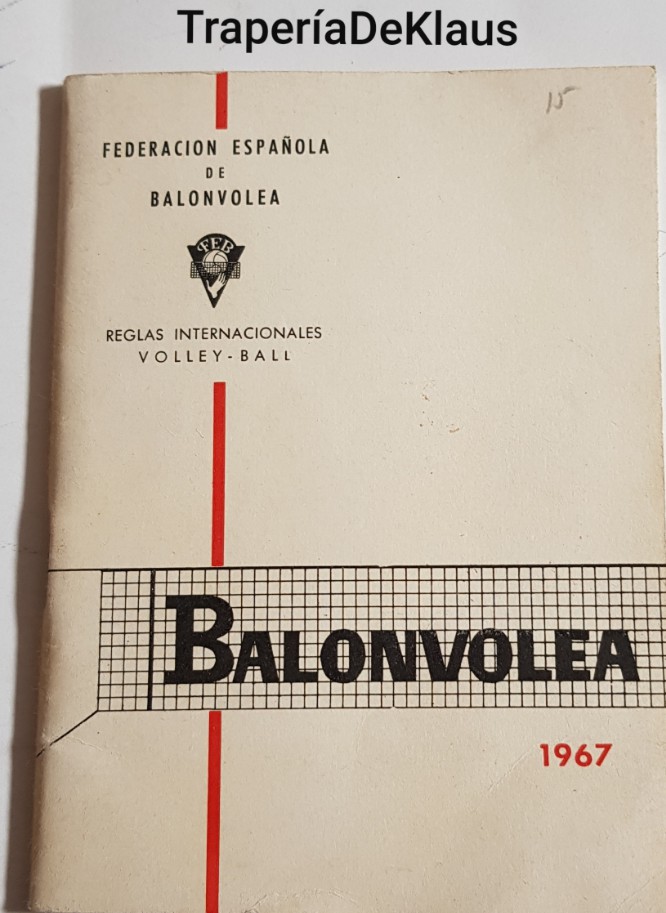 TraperíaDeKlaus
15
FEDERACION ESPAÑOLA
DE
BALONVOLEA
FEB
REGLAS INTERNACIONALES
VOLLEY-BALL
BALONVOLEA
1967